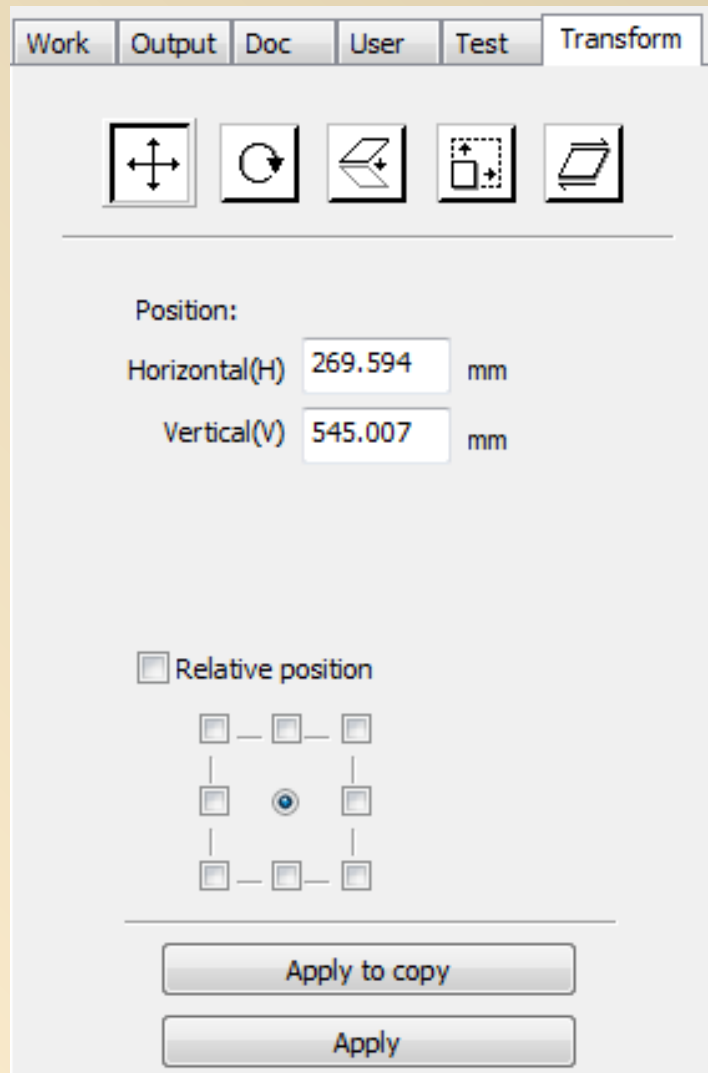 Work Output Doc User Test Transform
Position:
Horizontal(H) 269.594 mm
Vertical(V) 545.007 mm
Relative position
Apply to copy
Apply